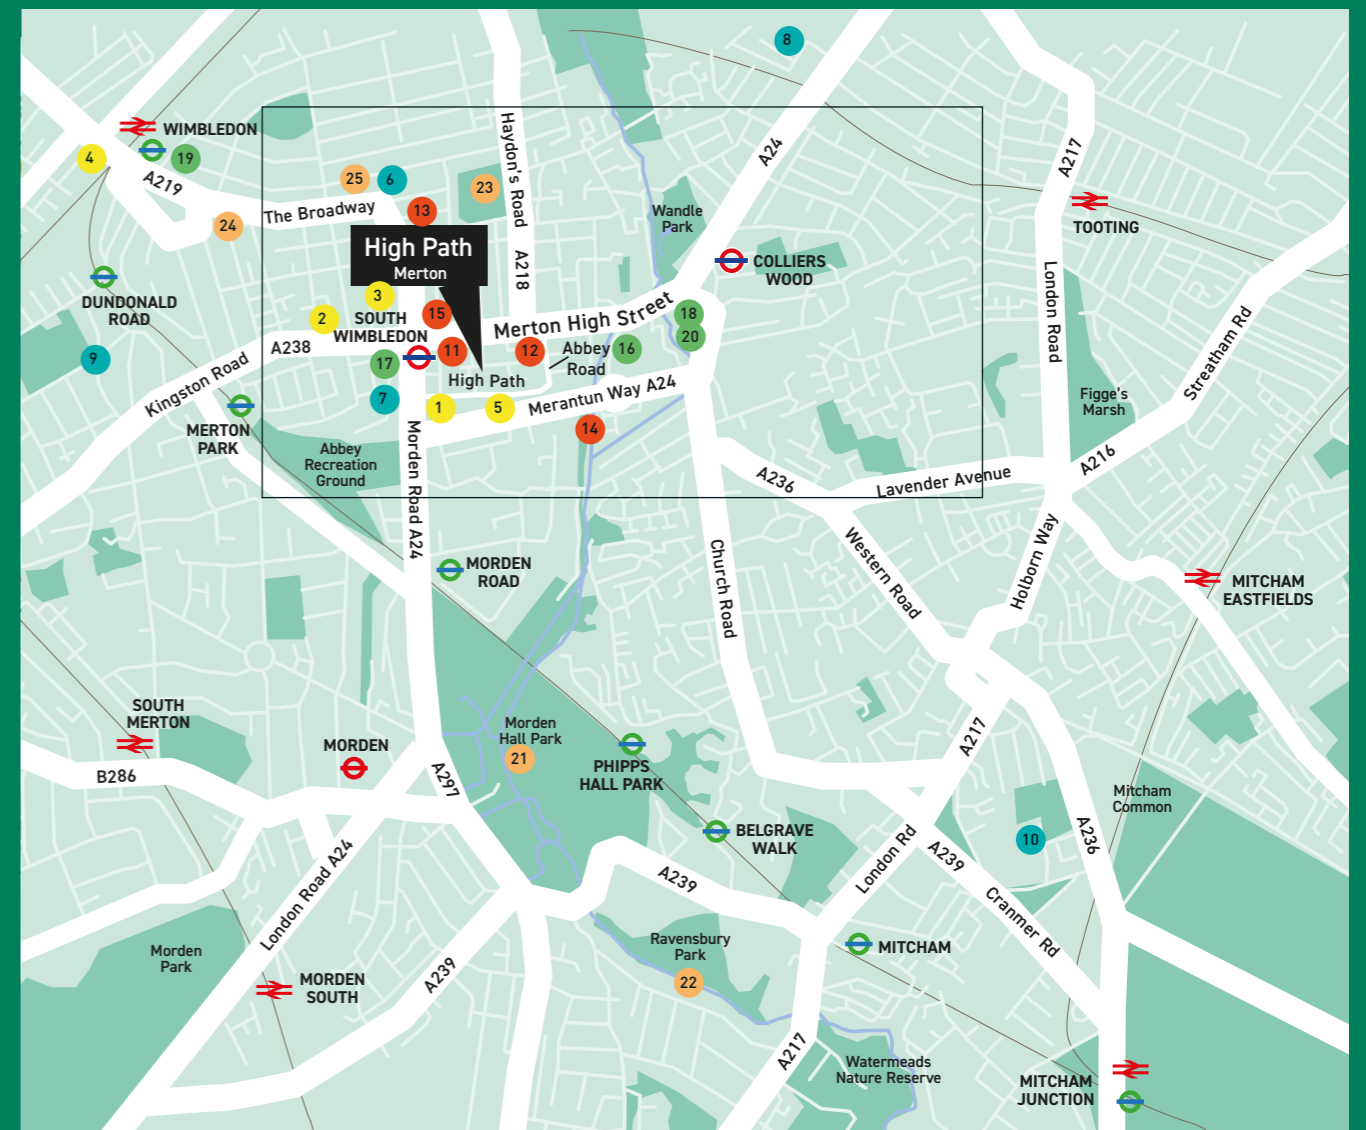 8
WIMBLEDON
4
19
A219
A24
A217
25
6
23
Haydon's Road
The Broadway
13
24
Wandle
Park
TOOTING
High Path
Merton
A218
COLLIERS
WOOD
DUNDONALD
ROAD
3
2
SOUTH
WIMBLEDON
15
Merton High Street
18
20
London Road
Streatham Rd
9
A238
17
11
12
Abbey
Road
16
Kingston Road
High Path
7
1
5
Merantun Way A24
Figge's
Marsh
MERTON
PARK
14
Abbey
Recreation
Ground
Morden Road A24
A236
Lavender Avenue
A216
MORDEN
ROAD
Church Road
Western Road
Holborn Way
MITCHAM
EASTFIELDS
SOUTH
MERTON
MORDEN
Morden
Hall Park
21
PHIPPS
HALL PARK
A217
B286
A297
Mitcham
Common
BELGRAVE
WALK
10
A236
London Road A24
A239
London Rd
A239
Cranmer Rd
Morden
Park
Ravensbury
Park
MITCHAM
22
MORDEN
SOUTH
A239
A217
Watermeads
Nature Reserve
MITCHAM
JUNCTION